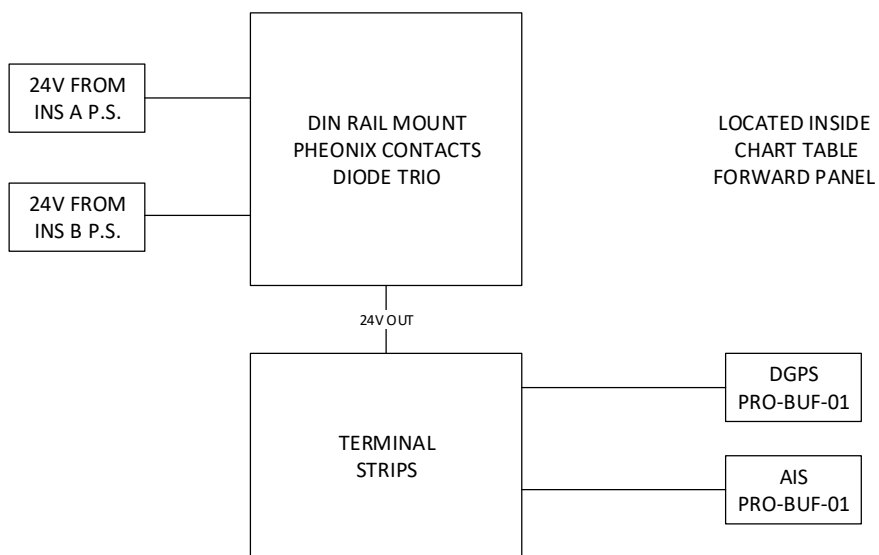 24V FROM
INS A P.S.
DIN RAIL MOUNT
PHEONIX CONTACTS
DIODE TRIO
LOCATED INSIDE
CHART TABLE
FORWARD PANEL
24V FROM
INS B P.S.
24V OUT
TERMINAL
STRIPS
DGPS
PRO-BUF-01
AIS
PRO-BUF-01